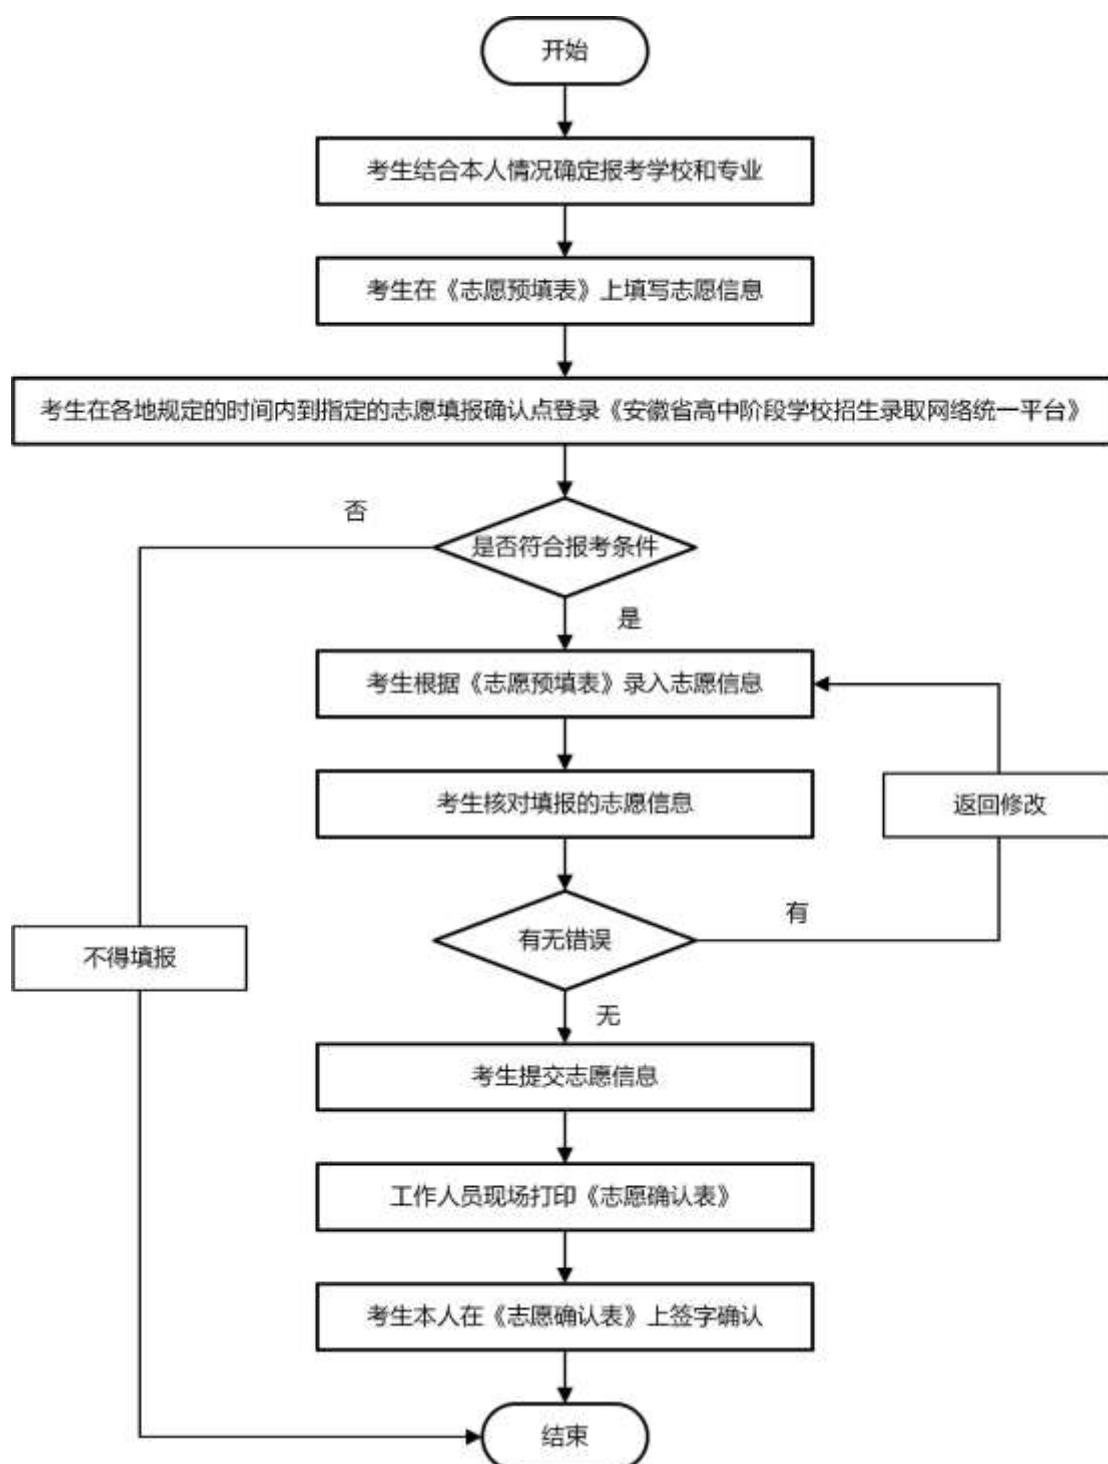 开始
考生结合本人情况确定报考学校和专业
考生在《志愿预填表》上填写志愿信息
考生在各地规定的时间内到指定的志愿填报确认点登录《安徽省高中阶段学校招生录取网络统一平台》
否
是否符合报考条件
是
考生根据《志愿预填表》录入志愿信息
考生核对填报的志愿信息
返回修改
有
有无错误
不得填报
无
考生提交志愿信息
工作人员现场打印《志愿确认表》
考生本人在《志愿确认表》上签字确认
结束